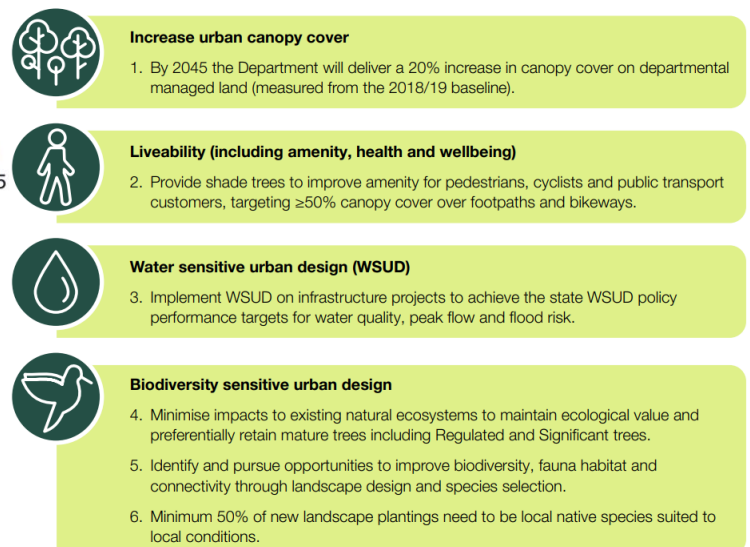 Increase urban canopy cover
1. By 2045 the Department will deliver a 20% increase in canopy cover on departmental
managed land (measured from the 2018/19 baseline).
5
Liveability (including amenity, health and wellbeing)
2. Provide shade trees to improve amenity for pedestrians, cyclists and public transport
customers, targeting ≥50% canopy cover over footpaths and bikeways.
Water sensitive urban design (WSUD)
3. Implement WSUD on infrastructure projects to achieve the state WSUD policy
performance targets for water quality, peak flow and flood risk.
Biodiversity sensitive urban design
4. Minimise impacts to existing natural ecosystems to maintain ecological value and
preferentially retain mature trees including Regulated and Significant trees.
5. Identify and pursue opportunities to improve biodiversity, fauna habitat and
connectivity through landscape design and species selection.
6. Minimum 50% of new landscape plantings need to be local native species suited to
local conditions.